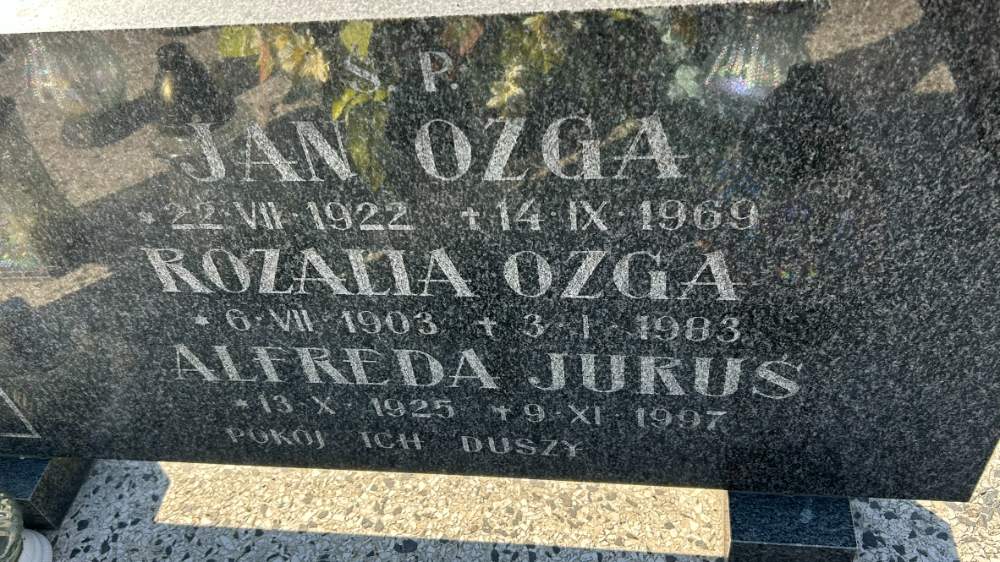 Ś. P.
JAN OZGA
* 22·VII·1922 + 14·IX·1969
ROZALIA OZGA
* 6·VII·1903 + 3·I·1983
ALFREDA JURUŚ
* 13·X·1925 + 9·XI·1997
POKÓJ ICH DUSZY